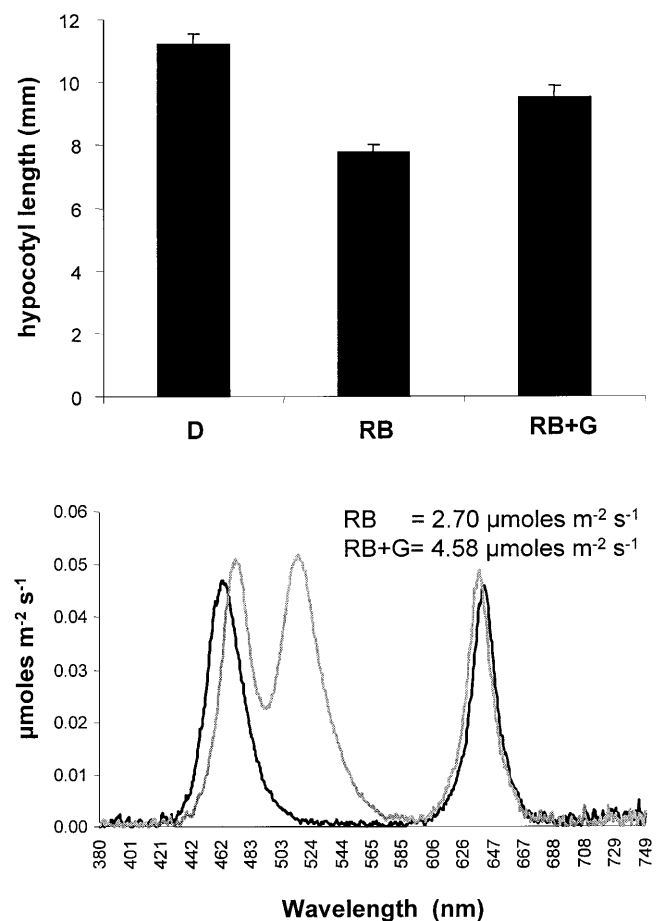 12
10
8
6
4
2
0
hypocotyl length (mm)
D RB RB+G
0.06
0.05
0.04
0.03
0.02
0.01
0.00
µmoles m-2 s-1
RB = 2.70 µmoles m-2 s-1
RB+G= 4.58 µmoles m-2 s-1
380 401 421 442 462 483 503 524 544 565 585 606 626 647 667 688 708 729 749
Wavelength (nm)